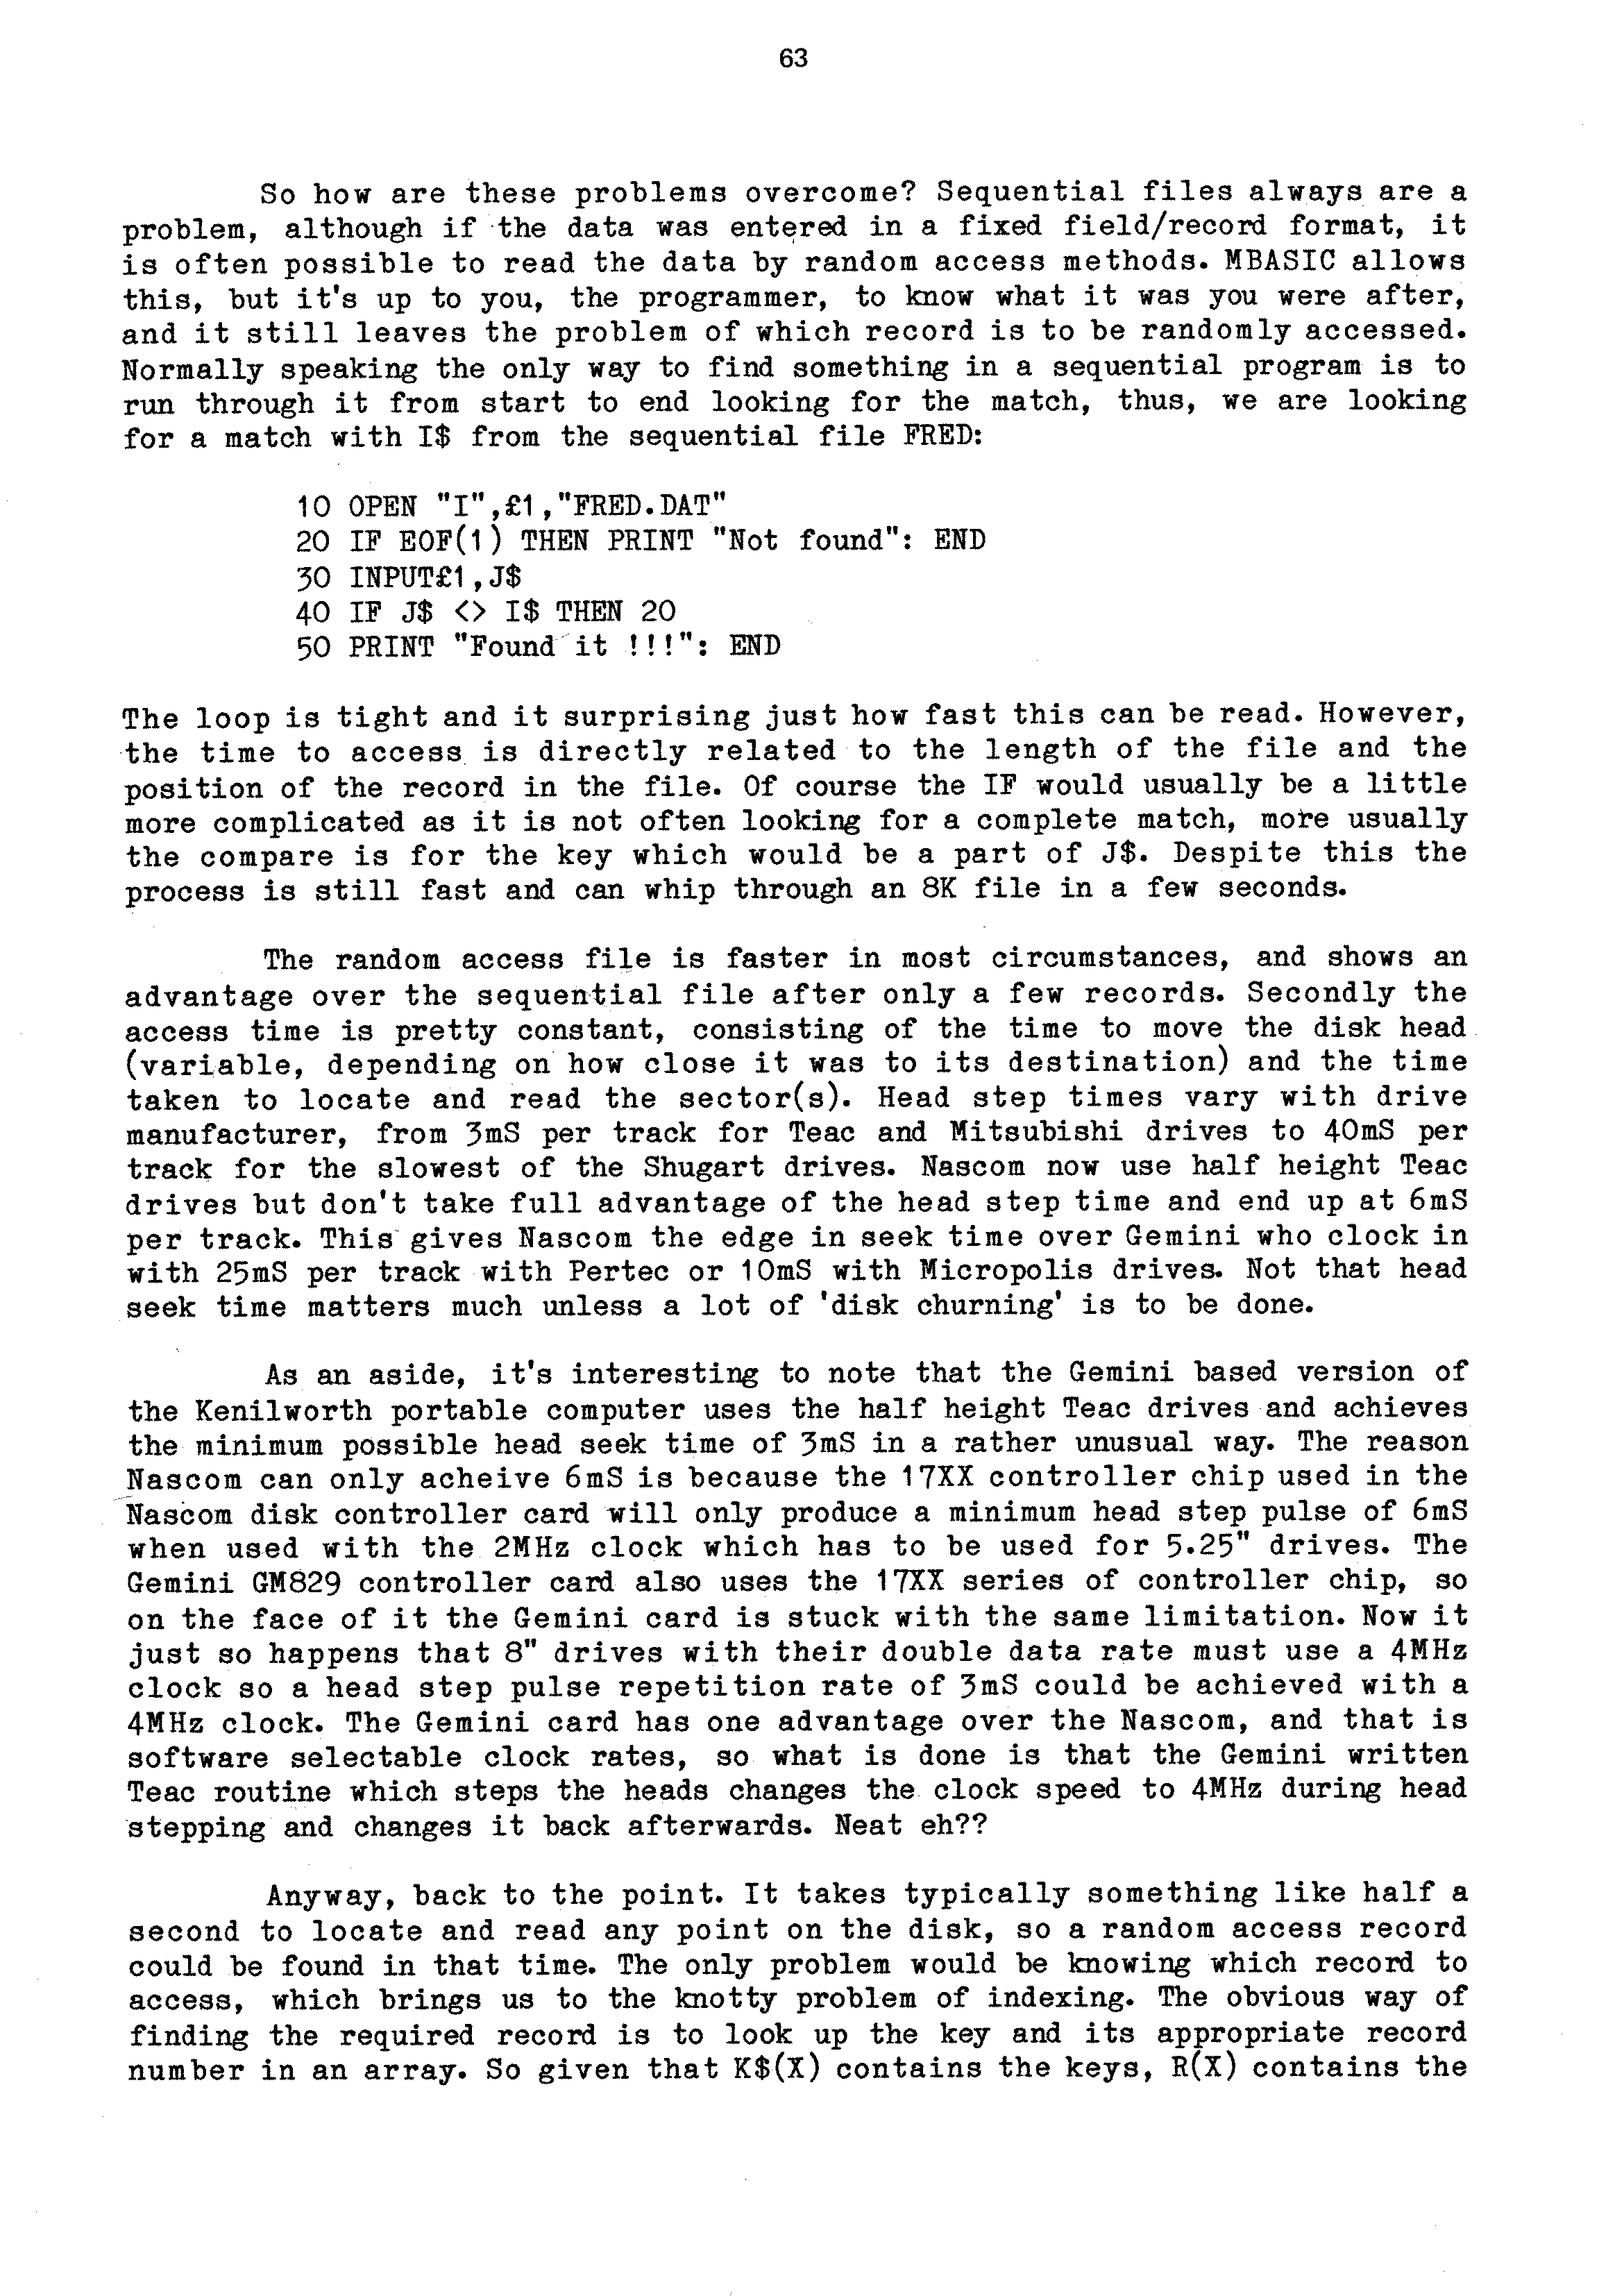 63
So how are these problems overcome? Sequential files always are a
problem, although if the data was entered in a fixed field/record format, it
is often possible to read the data by random access methods. MBASIC allows
this, but it's up to you, the programmer, to know what it was you were after,
and it still leaves the problem of which record is to be randomly accessed.
Normally speaking the only way to find something in a sequential program is to
run through it from start to end looking for the match, thus, we are looking
for a match with I$ from the sequential file FRED:
10 OPEN "I",£1,"FRED.DAT"
20 IF EOF(1) THEN PRINT "Not found": END
30 INPUT£1,J$
40 IF J$ <> I$ THEN 20
50 PRINT "Found it !!!": END
The loop is tight and it surprising just how fast this can be read. However,
the time to access is directly related to the length of the file and the
position of the record in the file. Of course the IF would usually be a little
more complicated as it is not often looking for a complete match, more usually
the compare is for the key which would be a part of J$. Despite this the
process is still fast and can whip through an 8K file in a few seconds.
The random access file is faster in most circumstances, and shows an
advantage over the sequential file after only a few records. Secondly the
access time is pretty constant, consisting of the time to move the disk head
(variable, depending on how close it was to its destination) and the time
taken to locate and read the sector(s). Head step times vary with drive
manufacturer, from 3mS per track for Teac and Mitsubishi drives to 40mS per
track for the slowest of the Shugart drives. Nascom now use half height Teac
drives but don't take full advantage of the head step time and end up at 6mS
per track. This gives Nascom the edge in seek time over Gemini who clock in
with 25mS per track with Pertec or 10mS with Micropolis drives. Not that head
seek time matters much unless a lot of 'disk churning' is to be done.
As an aside, it's interesting to note that the Gemini based version of
the Kenilworth portable computer uses the half height Teac drives and achieves
the minimum possible head seek time of 3mS in a rather unusual way. The reason
Nascom can only acheive 6mS is because the 17XX controller chip used in the
Nascom disk controller card will only produce a minimum head step pulse of 6mS
when used with the 2MHz clock which has to be used for 5.25" drives. The
Gemini GM829 controller card also uses the 17XX series of controller chip, so
on the face of it the Gemini card is stuck with the same limitation. Now it
just so happens that 8" drives with their double data rate must use a 4MHz
clock so a head step pulse repetition rate of 3mS could be achieved with a
4MHz clock. The Gemini card has one advantage over the Nascom, and that is
software selectable clock rates, so what is done is that the Gemini written
Teac routine which steps the heads changes the clock speed to 4MHz during head
stepping and changes it back afterwards. Neat eh??
Anyway, back to the point. It takes typically something like half a
second to locate and read any point on the disk, so a random access record
could be found in that time. The only problem would be knowing which record to
access, which brings us to the knotty problem of indexing. The obvious way of
finding the required record is to look up the key and its appropriate record
number in an array. So given that K$(X) contains the keys, R(X) contains the